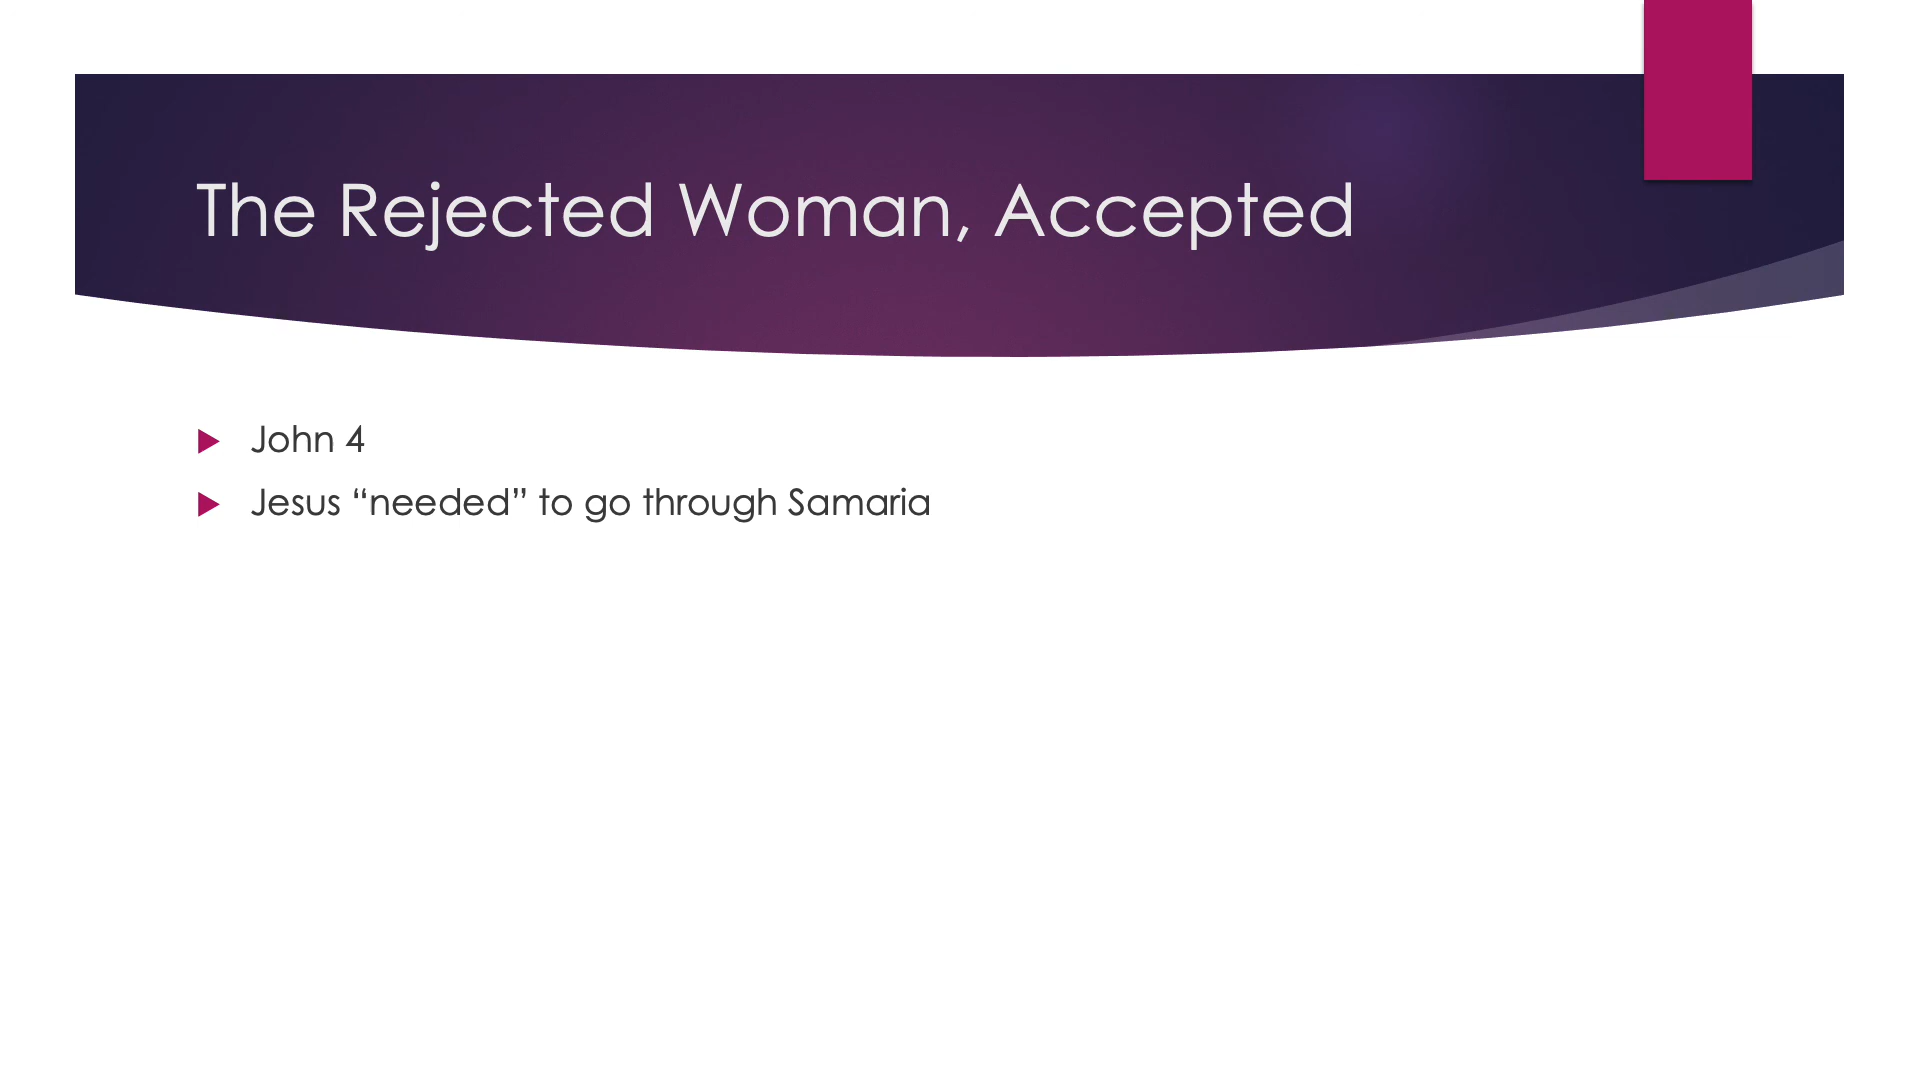 The Rejected Woman, Accepted
John 4
Jesus “needed” to go through Samaria